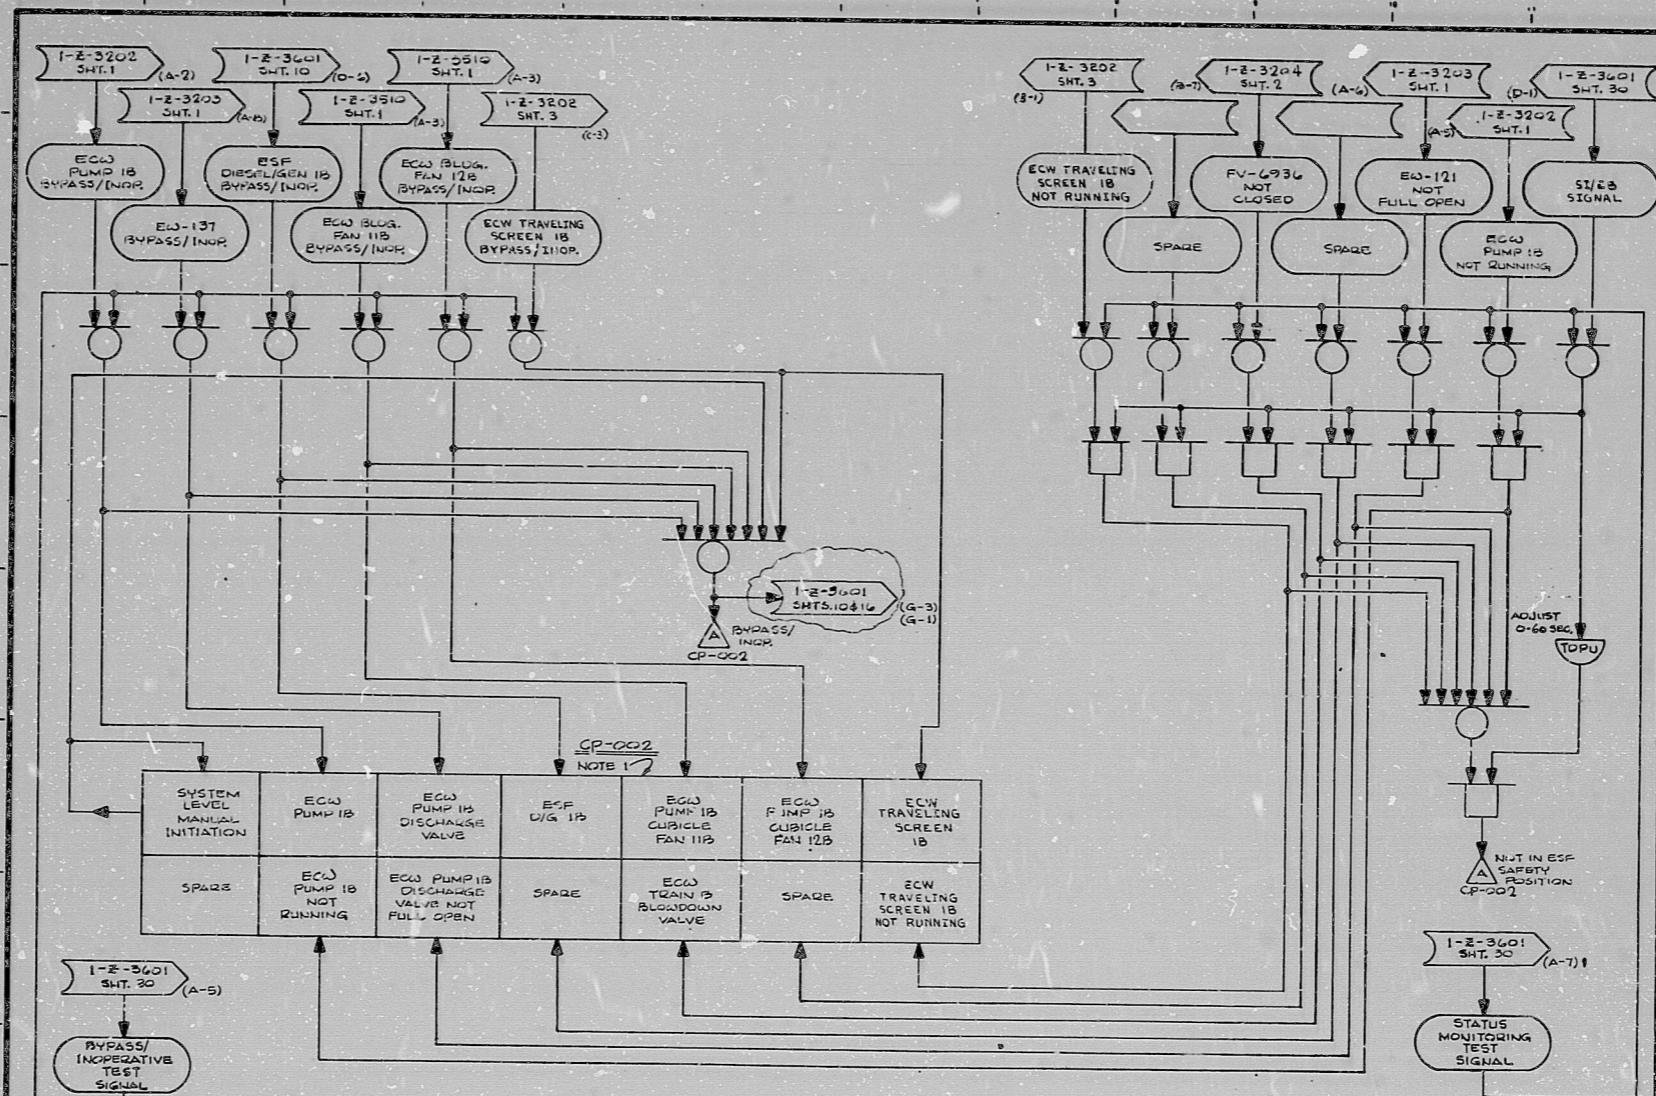 1-Z-3202
SHT. 1
(A-2)
1-Z-3601
SHT. 10
1-Z-5510
SHT. 1
(A-3)
1-Z-3203
SHT. 1
1-Z-3510
SHT. 1
(A-3)
1-Z-3202
SHT. 3
(C-3)
ECW
PUMP 1B
BYPASS/INOP.
ESF
DIESEL/GEN 1B
BYPASS/INOP.
ECW BLDG.
FAN 12B
BYPASS/INOP.
EW-137
BYPASS/INOP.
ECW BLDG.
FAN 11B
BYPASS/INOP.
ECW TRAVELING
SCREEN 1B
BYPASS/INOP.
1-Z-3202
SHT. 3
(B-1)
1-Z-3204
SHT. 2
(B-7)
1-Z-3203
SHT. 1
(A-6)
1-Z-3601
SHT. 30
(D-1)
1-Z-3202
SHT. 1
(A-5)
ECW TRAVELING
SCREEN 1B
NOT RUNNING
FV-6936
NOT
CLOSED
EW-121
NOT
FULL OPEN
SI/EB
SIGNAL
SPARE
SPARE
ECW
PUMP 1B
NOT RUNNING
1-Z-3601
SHTS. 10 & 16
(G-3)
(G-1)
A
BYPASS/
INOP.
CP-002
ADJUST
0-60 SEC.
TDPU
CP-002
NOTE 1
SYSTEM
LEVEL
MANUAL
INITIATION
ECW
PUMP 1B
ECW
PUMP 1B
DISCHARGE
VALVE
ESF
D/G 1B
ECW
PUMP 1B
CUBICLE
FAN 11B
ECW
PUMP 1B
CUBICLE
FAN 12B
ECW
TRAVELING
SCREEN
1B
SPARE
ECW
PUMP 1B
NOT
RUNNING
ECW PUMP 1B
DISCHARGE
VALVE NOT
FULL OPEN
SPARE
ECW
TRAIN B
BLOWDOWN
VALVE
SPARE
ECW
TRAVELING
SCREEN 1B
NOT RUNNING
A
NOT IN ESF
SAFETY
POSITION
CP-002
1-Z-3601
SHT. 30
(A-5)
BYPASS/
INOPERATIVE
TEST
SIGNAL
1-Z-3601
SHT. 30
(A-7)
STATUS
MONITORING
TEST
SIGNAL